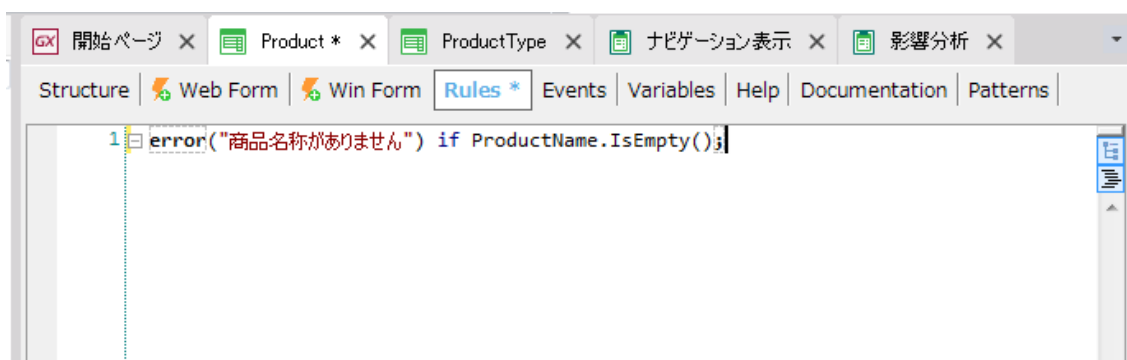 GX 開始ページ × Product * × ProductType × ナビゲーション表示 × 影響分析 ×
Structure Web Form Win Form Rules * Events Variables Help Documentation Patterns
1 error("商品名称がありません") if ProductName.IsEmpty();